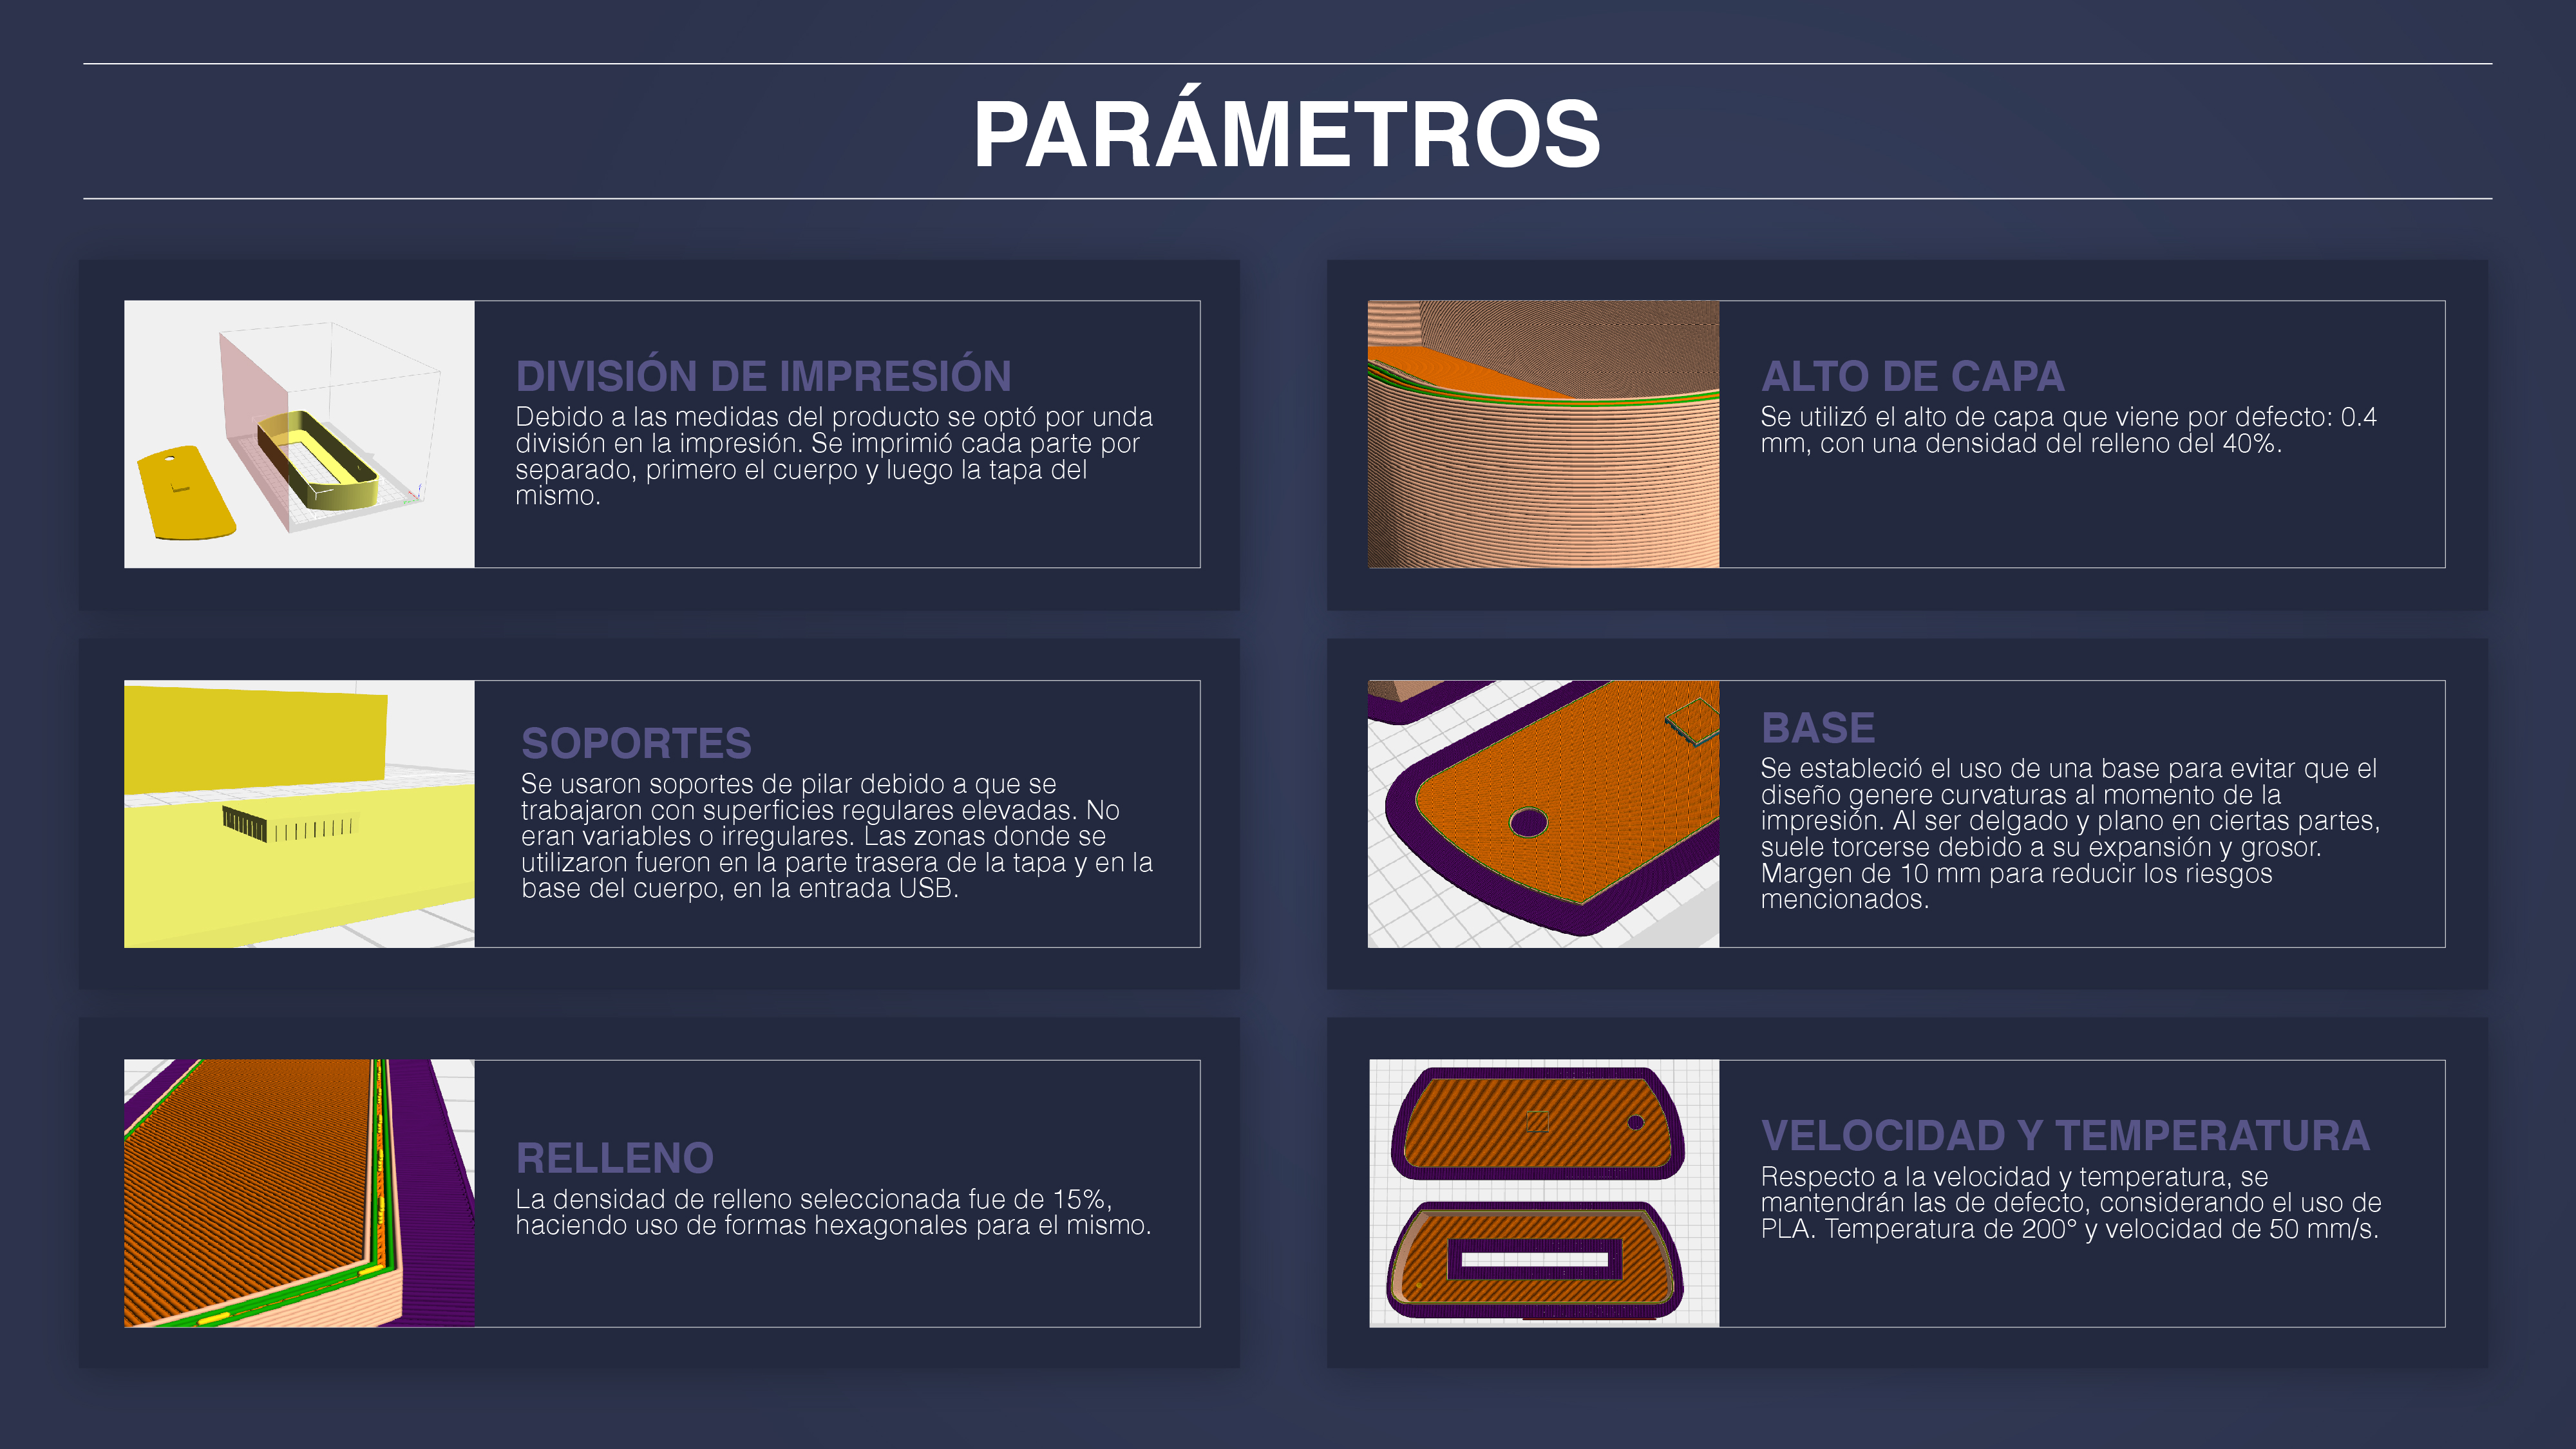 PARÁMETROS
DIVISIÓN DE IMPRESIÓN
Debido a las medidas del producto se optó por unda
división en la impresión. Se imprimió cada parte por
separado, primero el cuerpo y luego la tapa del
mismo.
ALTO DE CAPA
Se utilizó el alto de capa que viene por defecto: 0.4
mm, con una densidad del relleno del 40%.
SOPORTES
Se usaron soportes de pilar debido a que se
trabajaron con superficies regulares elevadas. No
eran variables o irregulares. Las zonas donde se
utilizaron fueron en la parte trasera de la tapa y en la
base del cuerpo, en la entrada USB.
BASE
Se estableció el uso de una base para evitar que el
diseño genere curvaturas al momento de la
impresión. Al ser delgado y plano en ciertas partes,
suele torcerse debido a su expansión y grosor.
Margen de 10 mm para reducir los riesgos
mencionados.
RELLENO
La densidad de relleno seleccionada fue de 15%,
haciendo uso de formas hexagonales para el mismo.
VELOCIDAD Y TEMPERATURA
Respecto a la velocidad y temperatura, se
mantendrán las de defecto, considerando el uso de
PLA. Temperatura de 200° y velocidad de 50 mm/s.